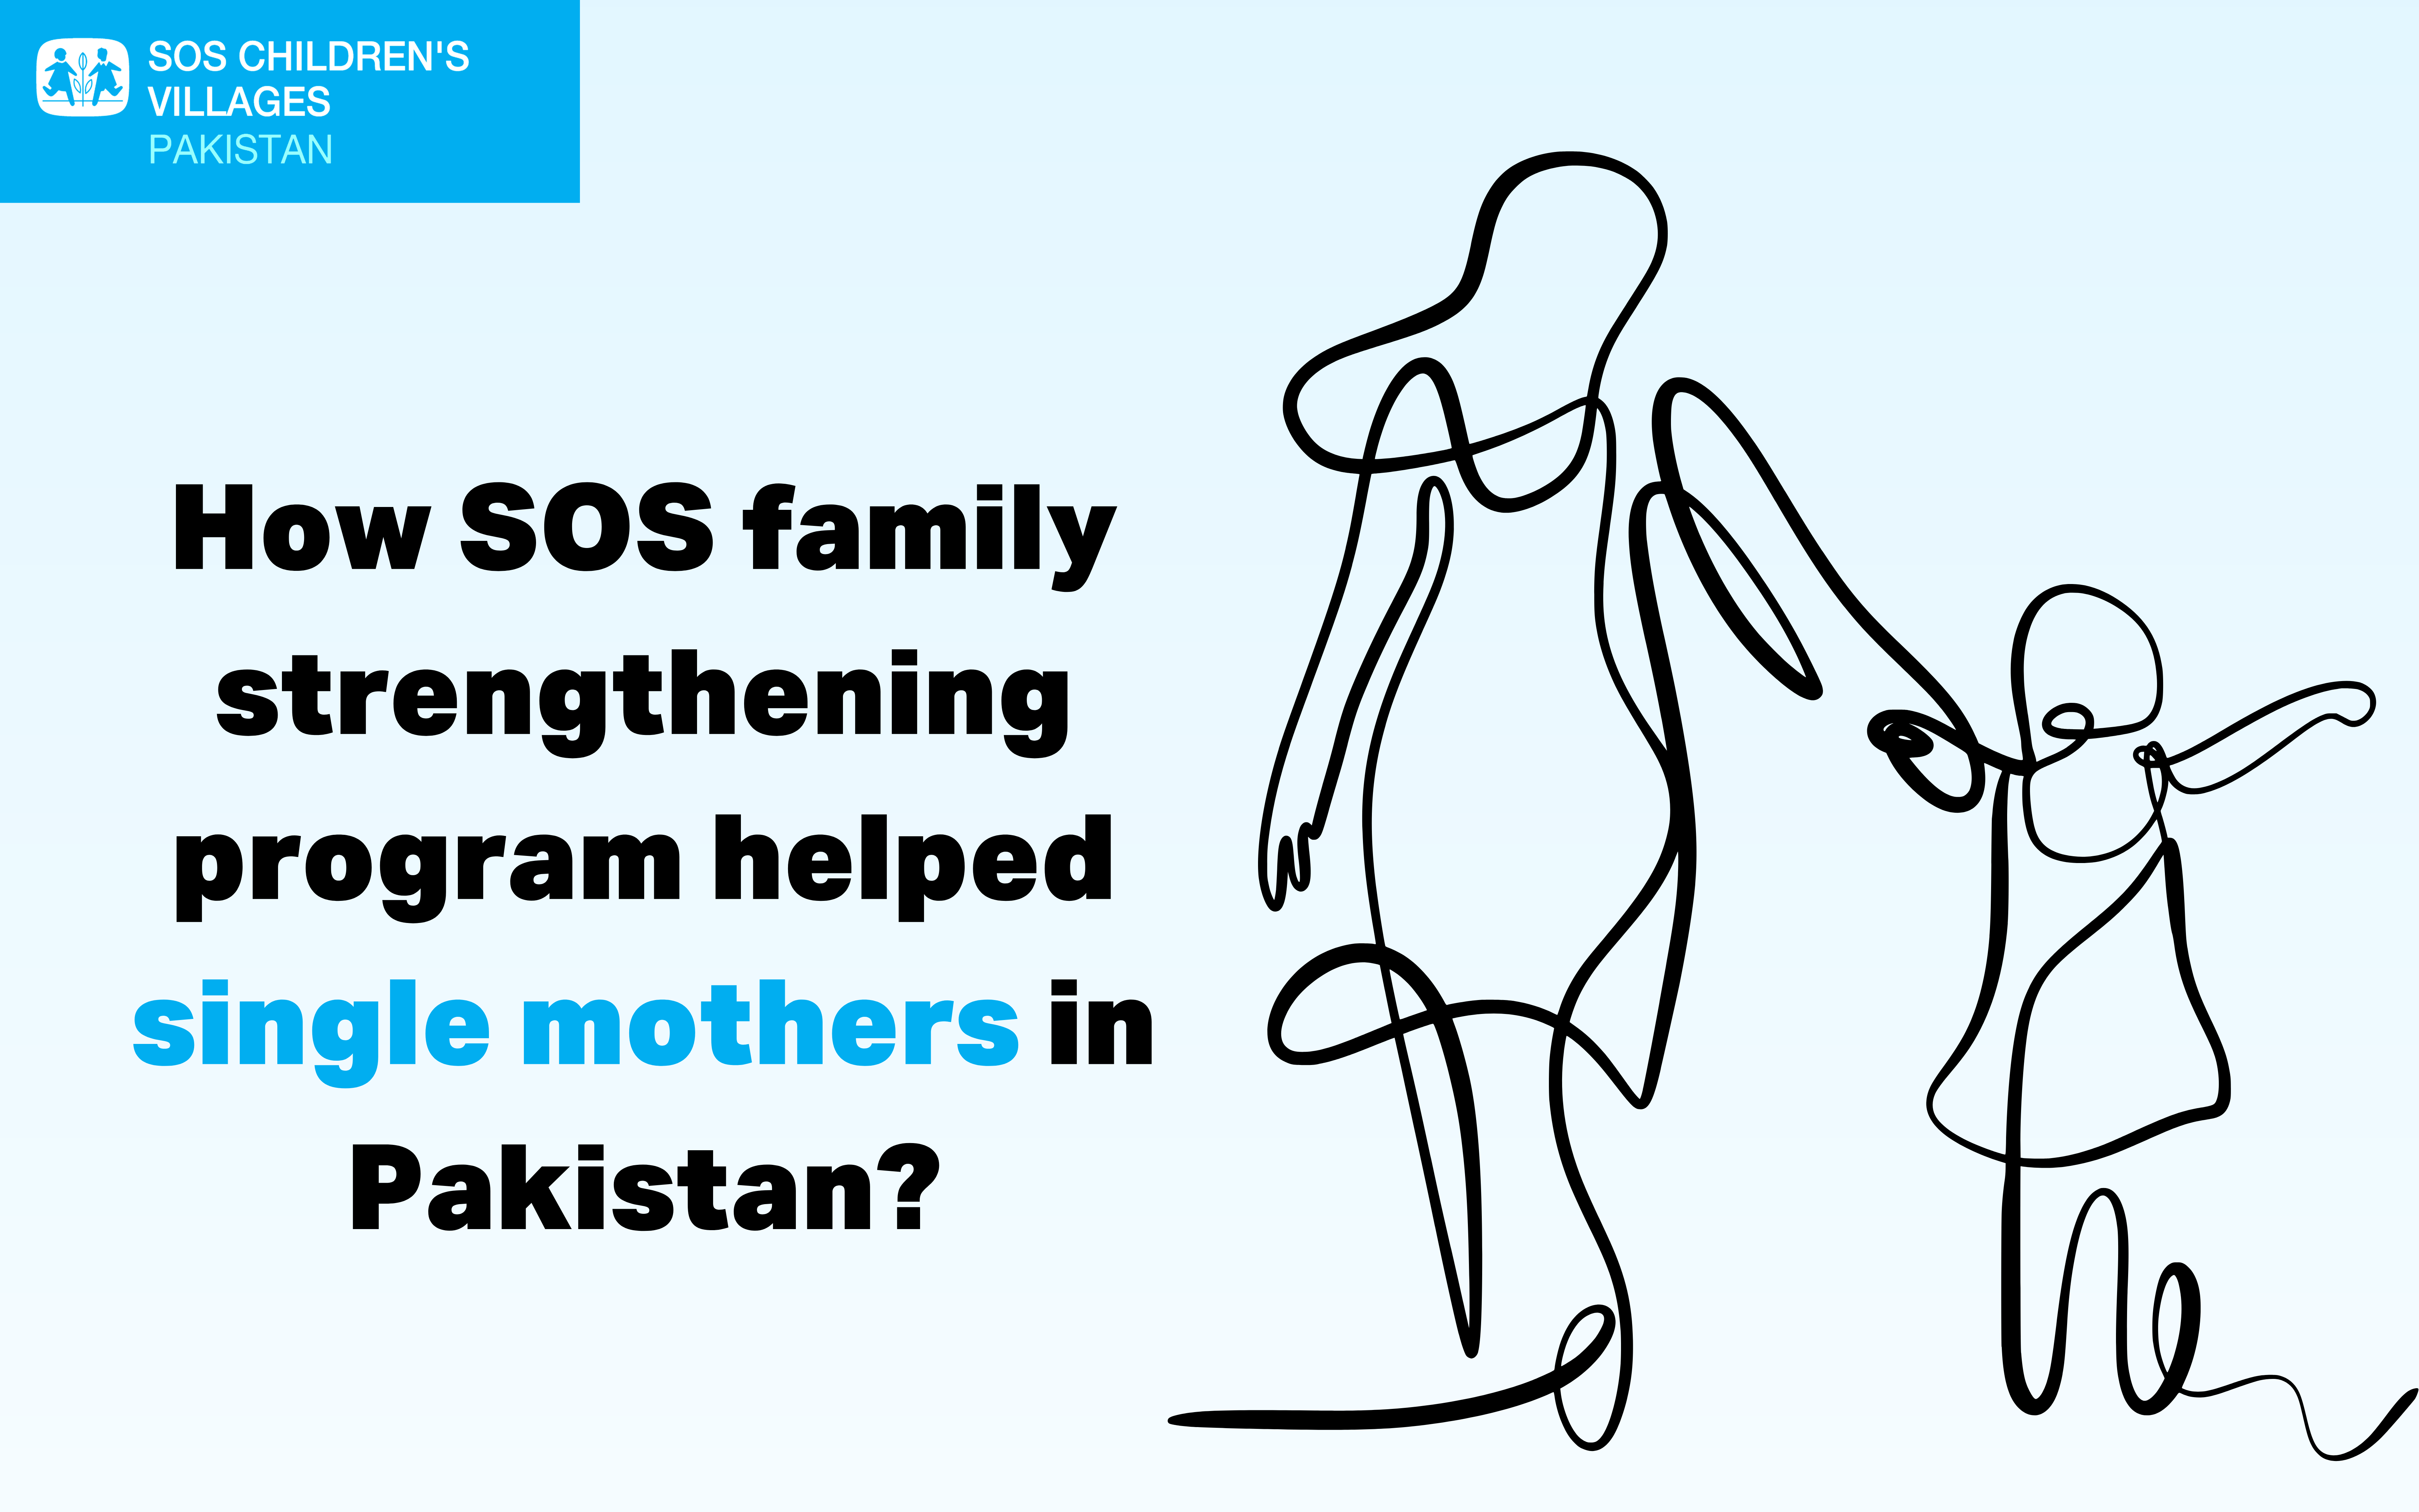 SOS CHILDREN'S
VILLAGES
PAKISTAN
How SOS family
strengthening
program helped
single mothers in
Pakistan?